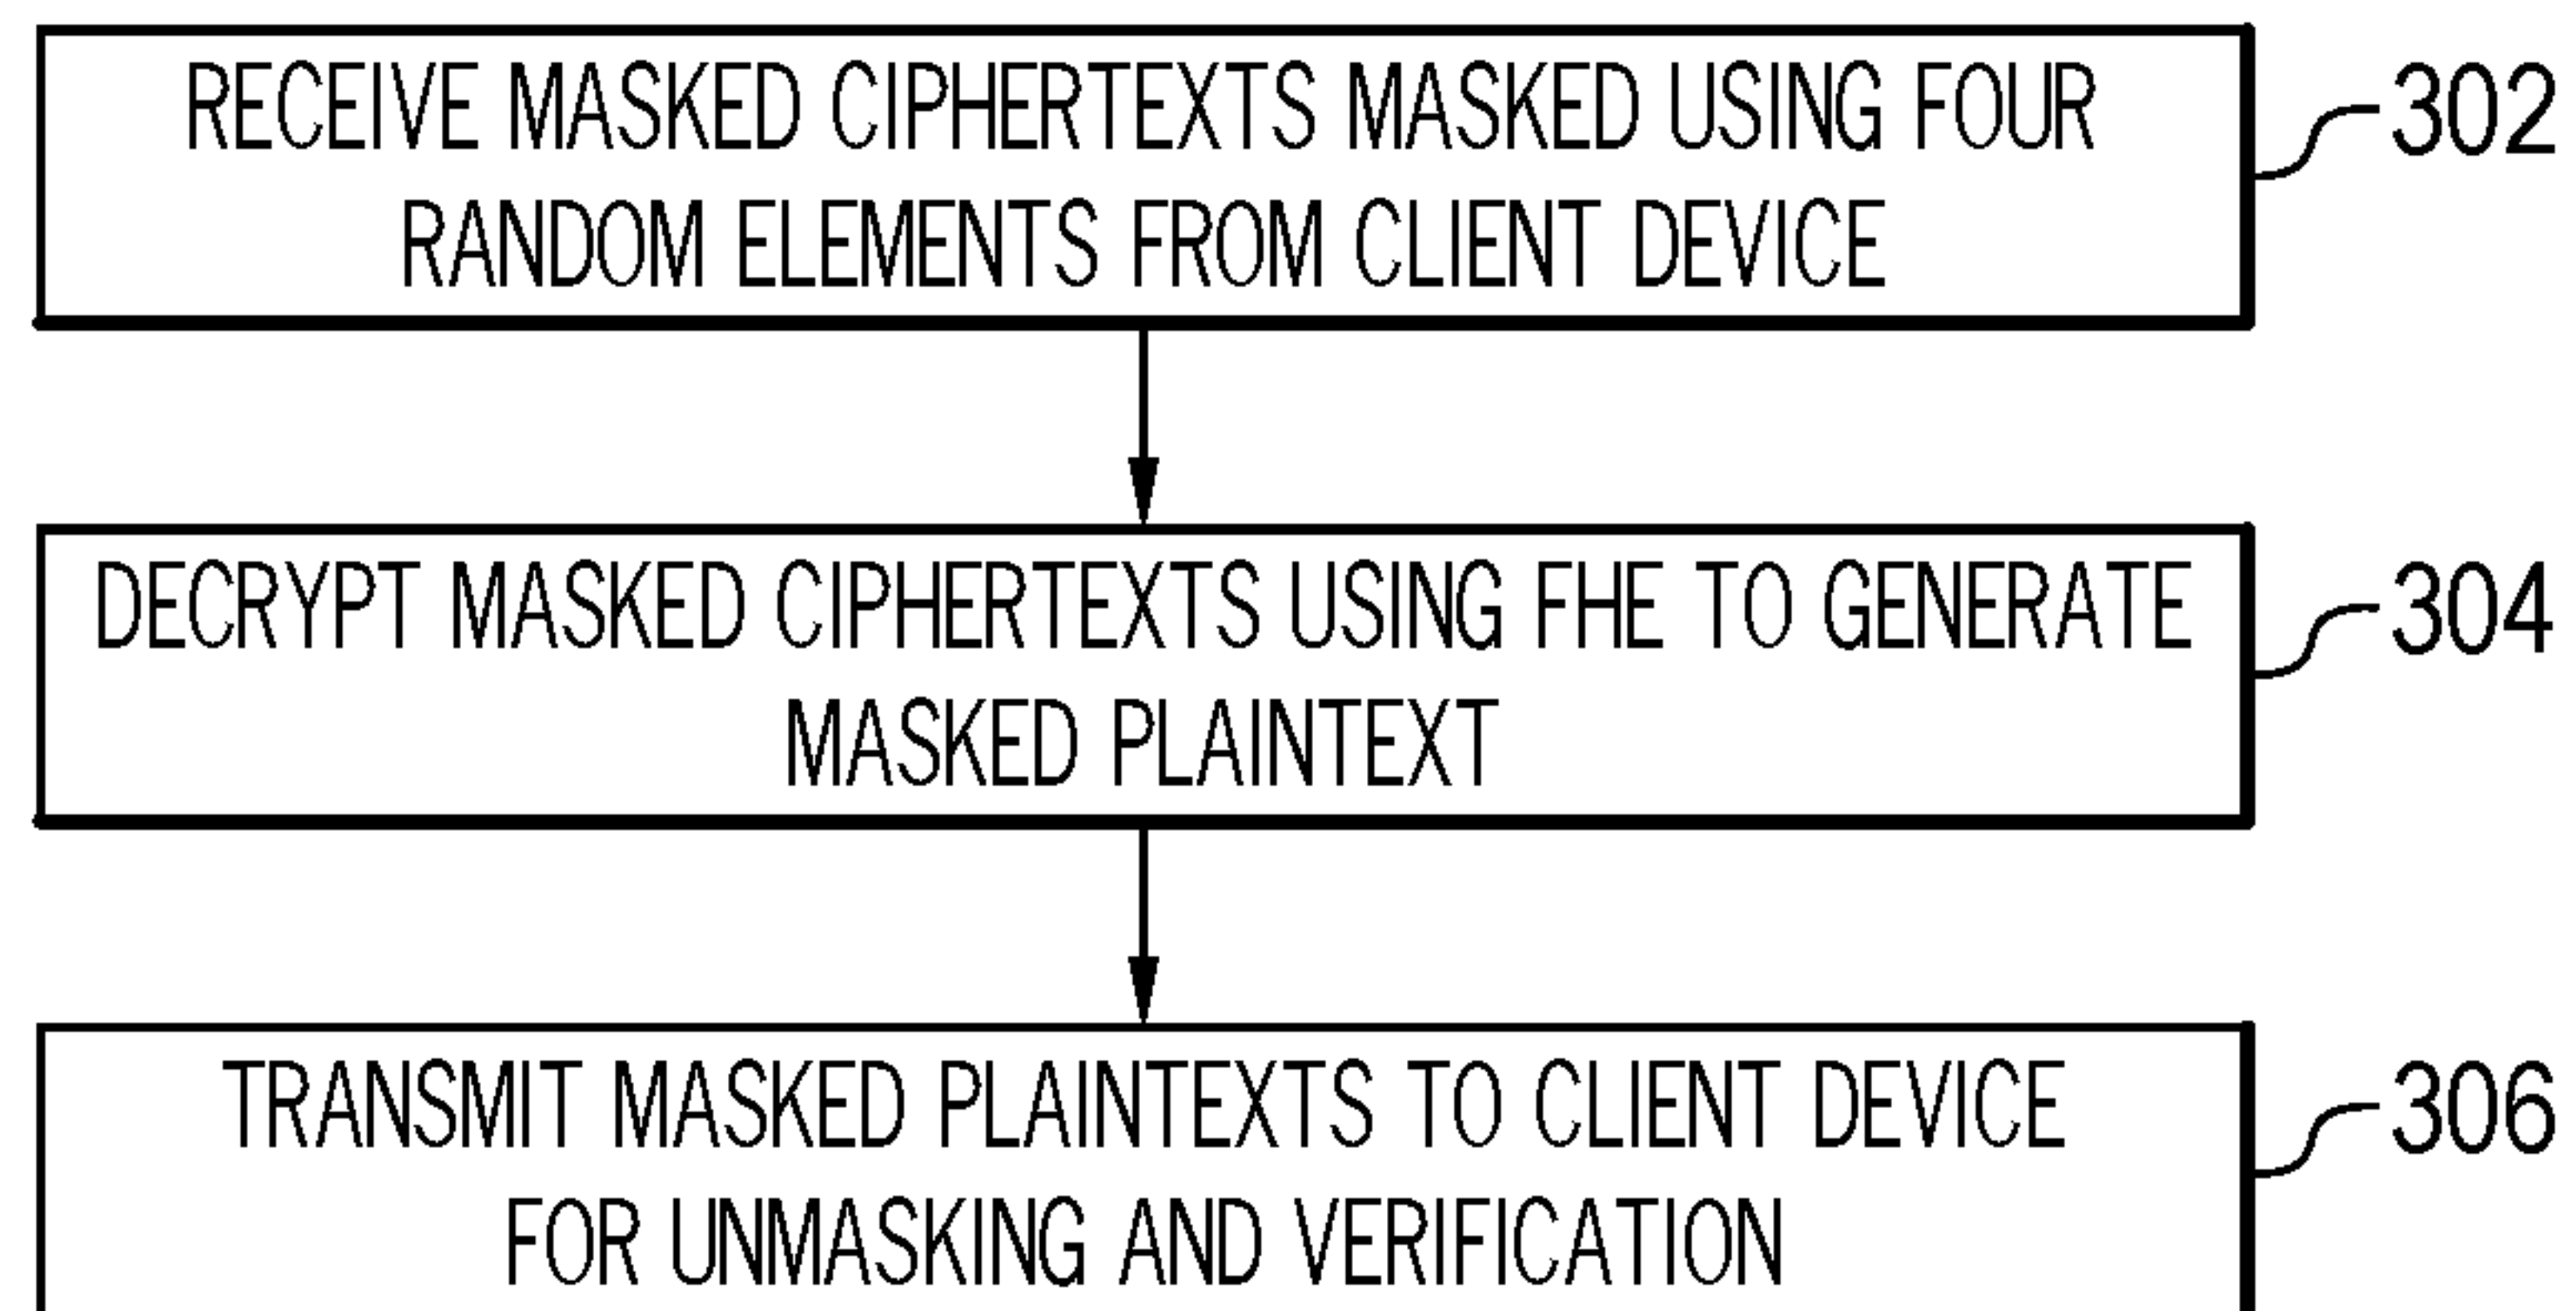 RECEIVE MASKED CIPHERTEXTS MASKED USING FOUR
RANDOM ELEMENTS FROM CLIENT DEVICE
302
DECRYPT MASKED CIPHERTEXTS USING FHE TO GENERATE
MASKED PLAINTEXT
304
TRANSMIT MASKED PLAINTEXTS TO CLIENT DEVICE
FOR UNMASKING AND VERIFICATION
306